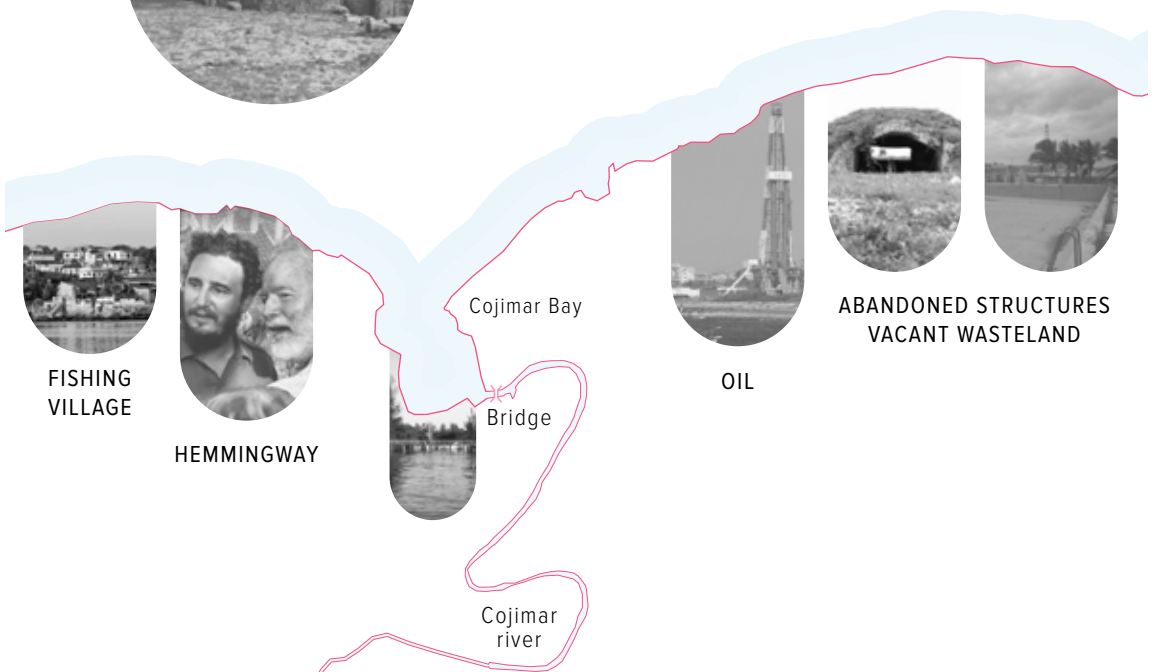 Cojimar Bay
ABANDONED STRUCTURES
VACANT WASTELAND
FISHING
VILLAGE
OIL
Bridge
HEMMINGWAY
Cojimar
river